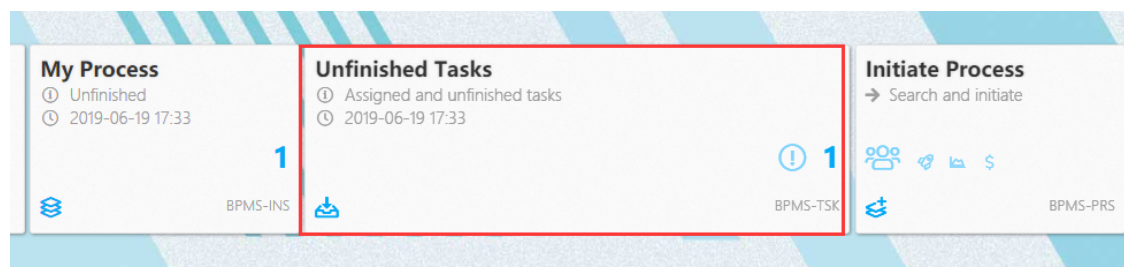 My Process
Unfinished
2019-06-19 17:33
1
BPMS-INS
Unfinished Tasks
Assigned and unfinished tasks
2019-06-19 17:33
1
BPMS-TSK
Initiate Process
Search and initiate
$
BPMS-PRS